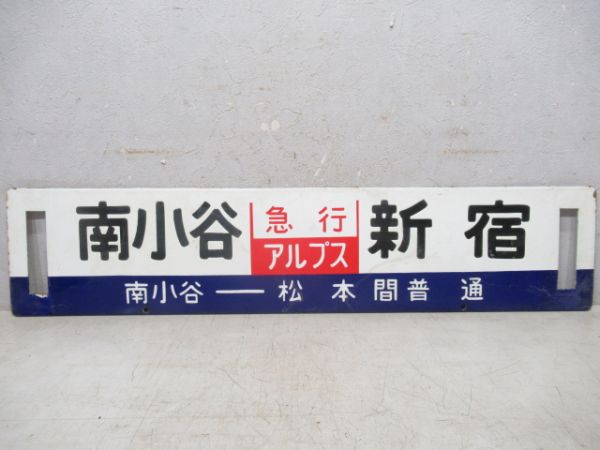 南小谷 急行 新宿
アルプス
南小谷―松本間普通